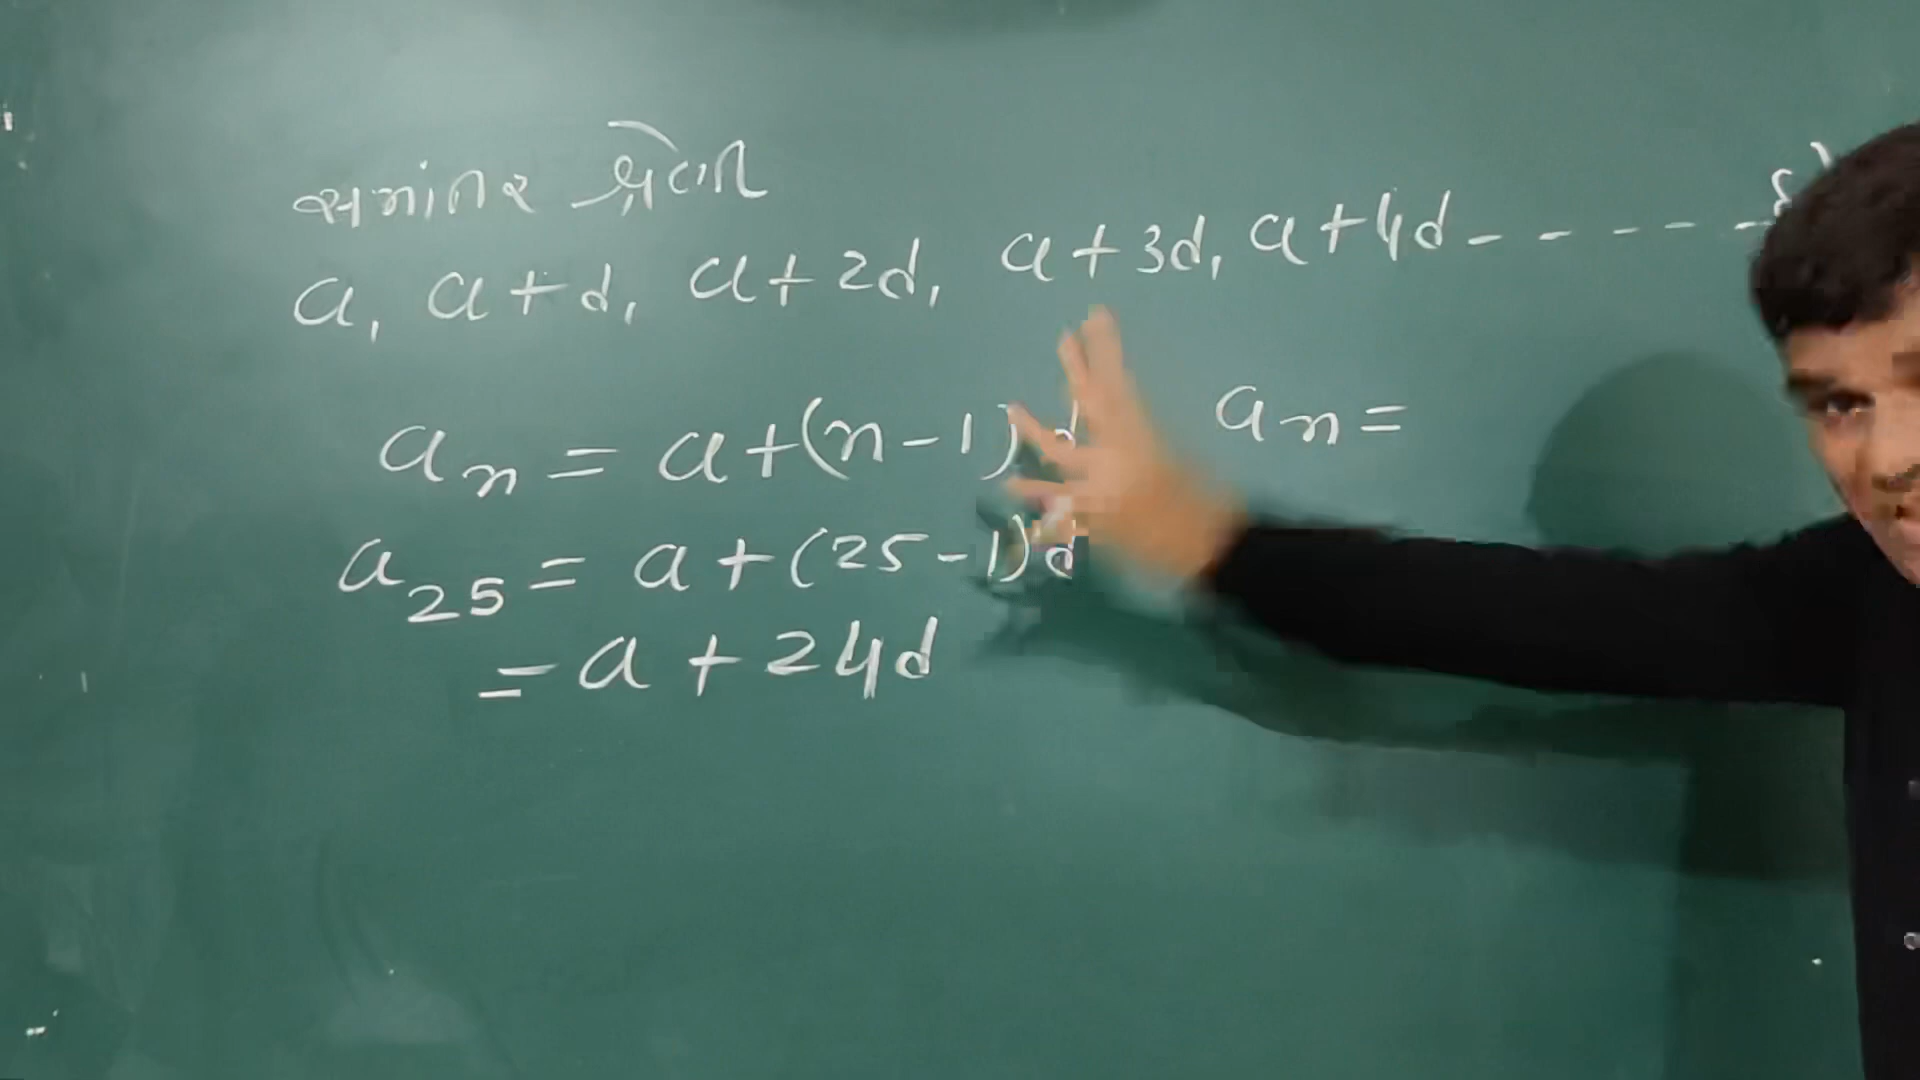 સમાંતર શ્રેણી
a, a+d, a+2d, a+3d, a+4d-----
an = a+(n-1)d
an =
a25 = a+(25-1)d
= a+24d